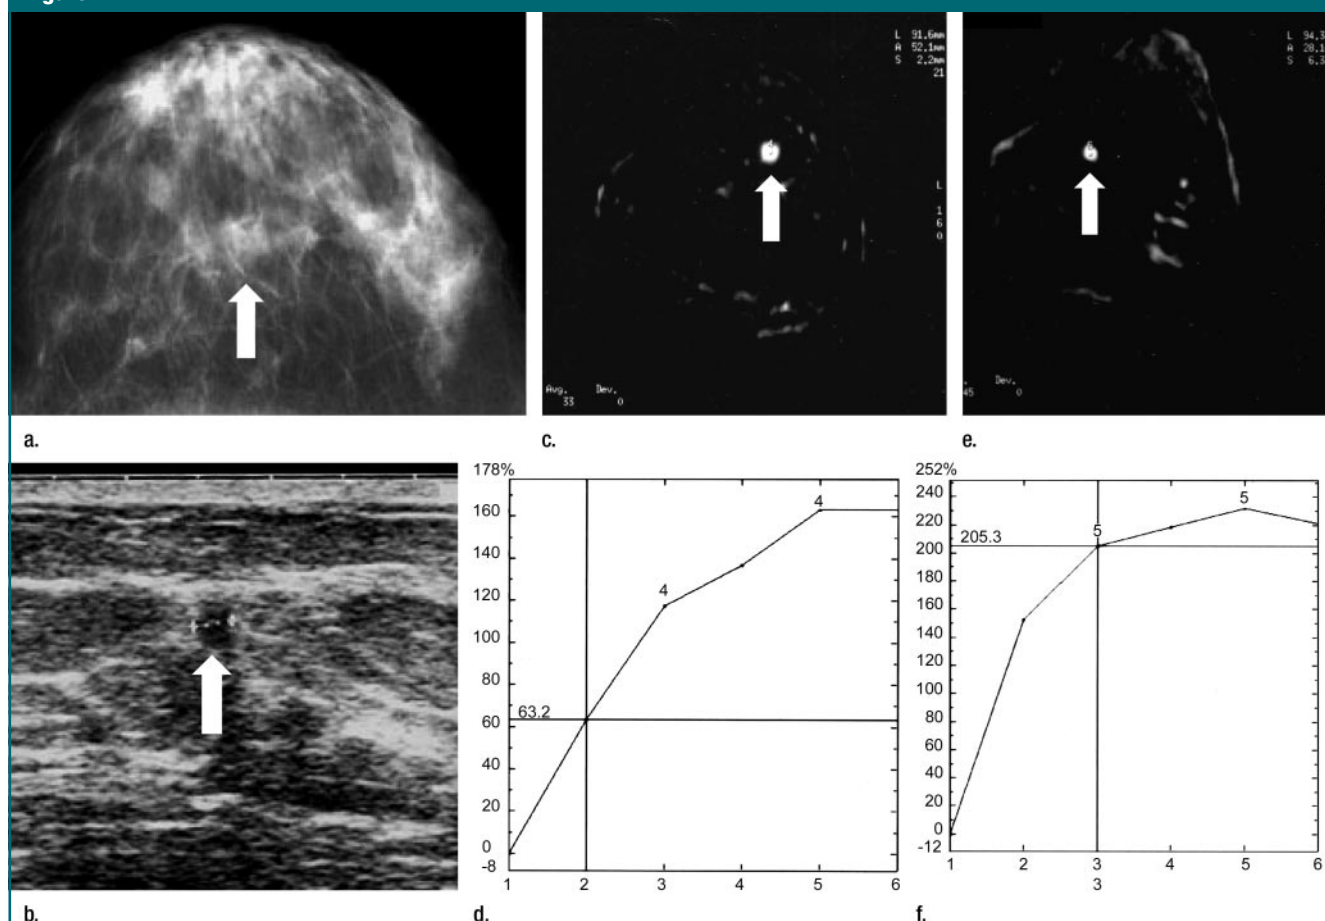 L 91.6mm
A 52.1mm
S 2.2mm
21
L
1
6
0
Avg. Dev.
33 0
L 94.3
A 28.1
S 6.3
. Dev.
45 0
a.
c.
e.
178%
160
140
120
100
80
60
40
20
0
-8
63.2
4
4
1 2 3 4 5 6
252%
240
220
200
180
160
140
120
100
80
60
40
20
0
-12
205.3
5
5
1 2 3 4 5 6
3
b.
d.
f.